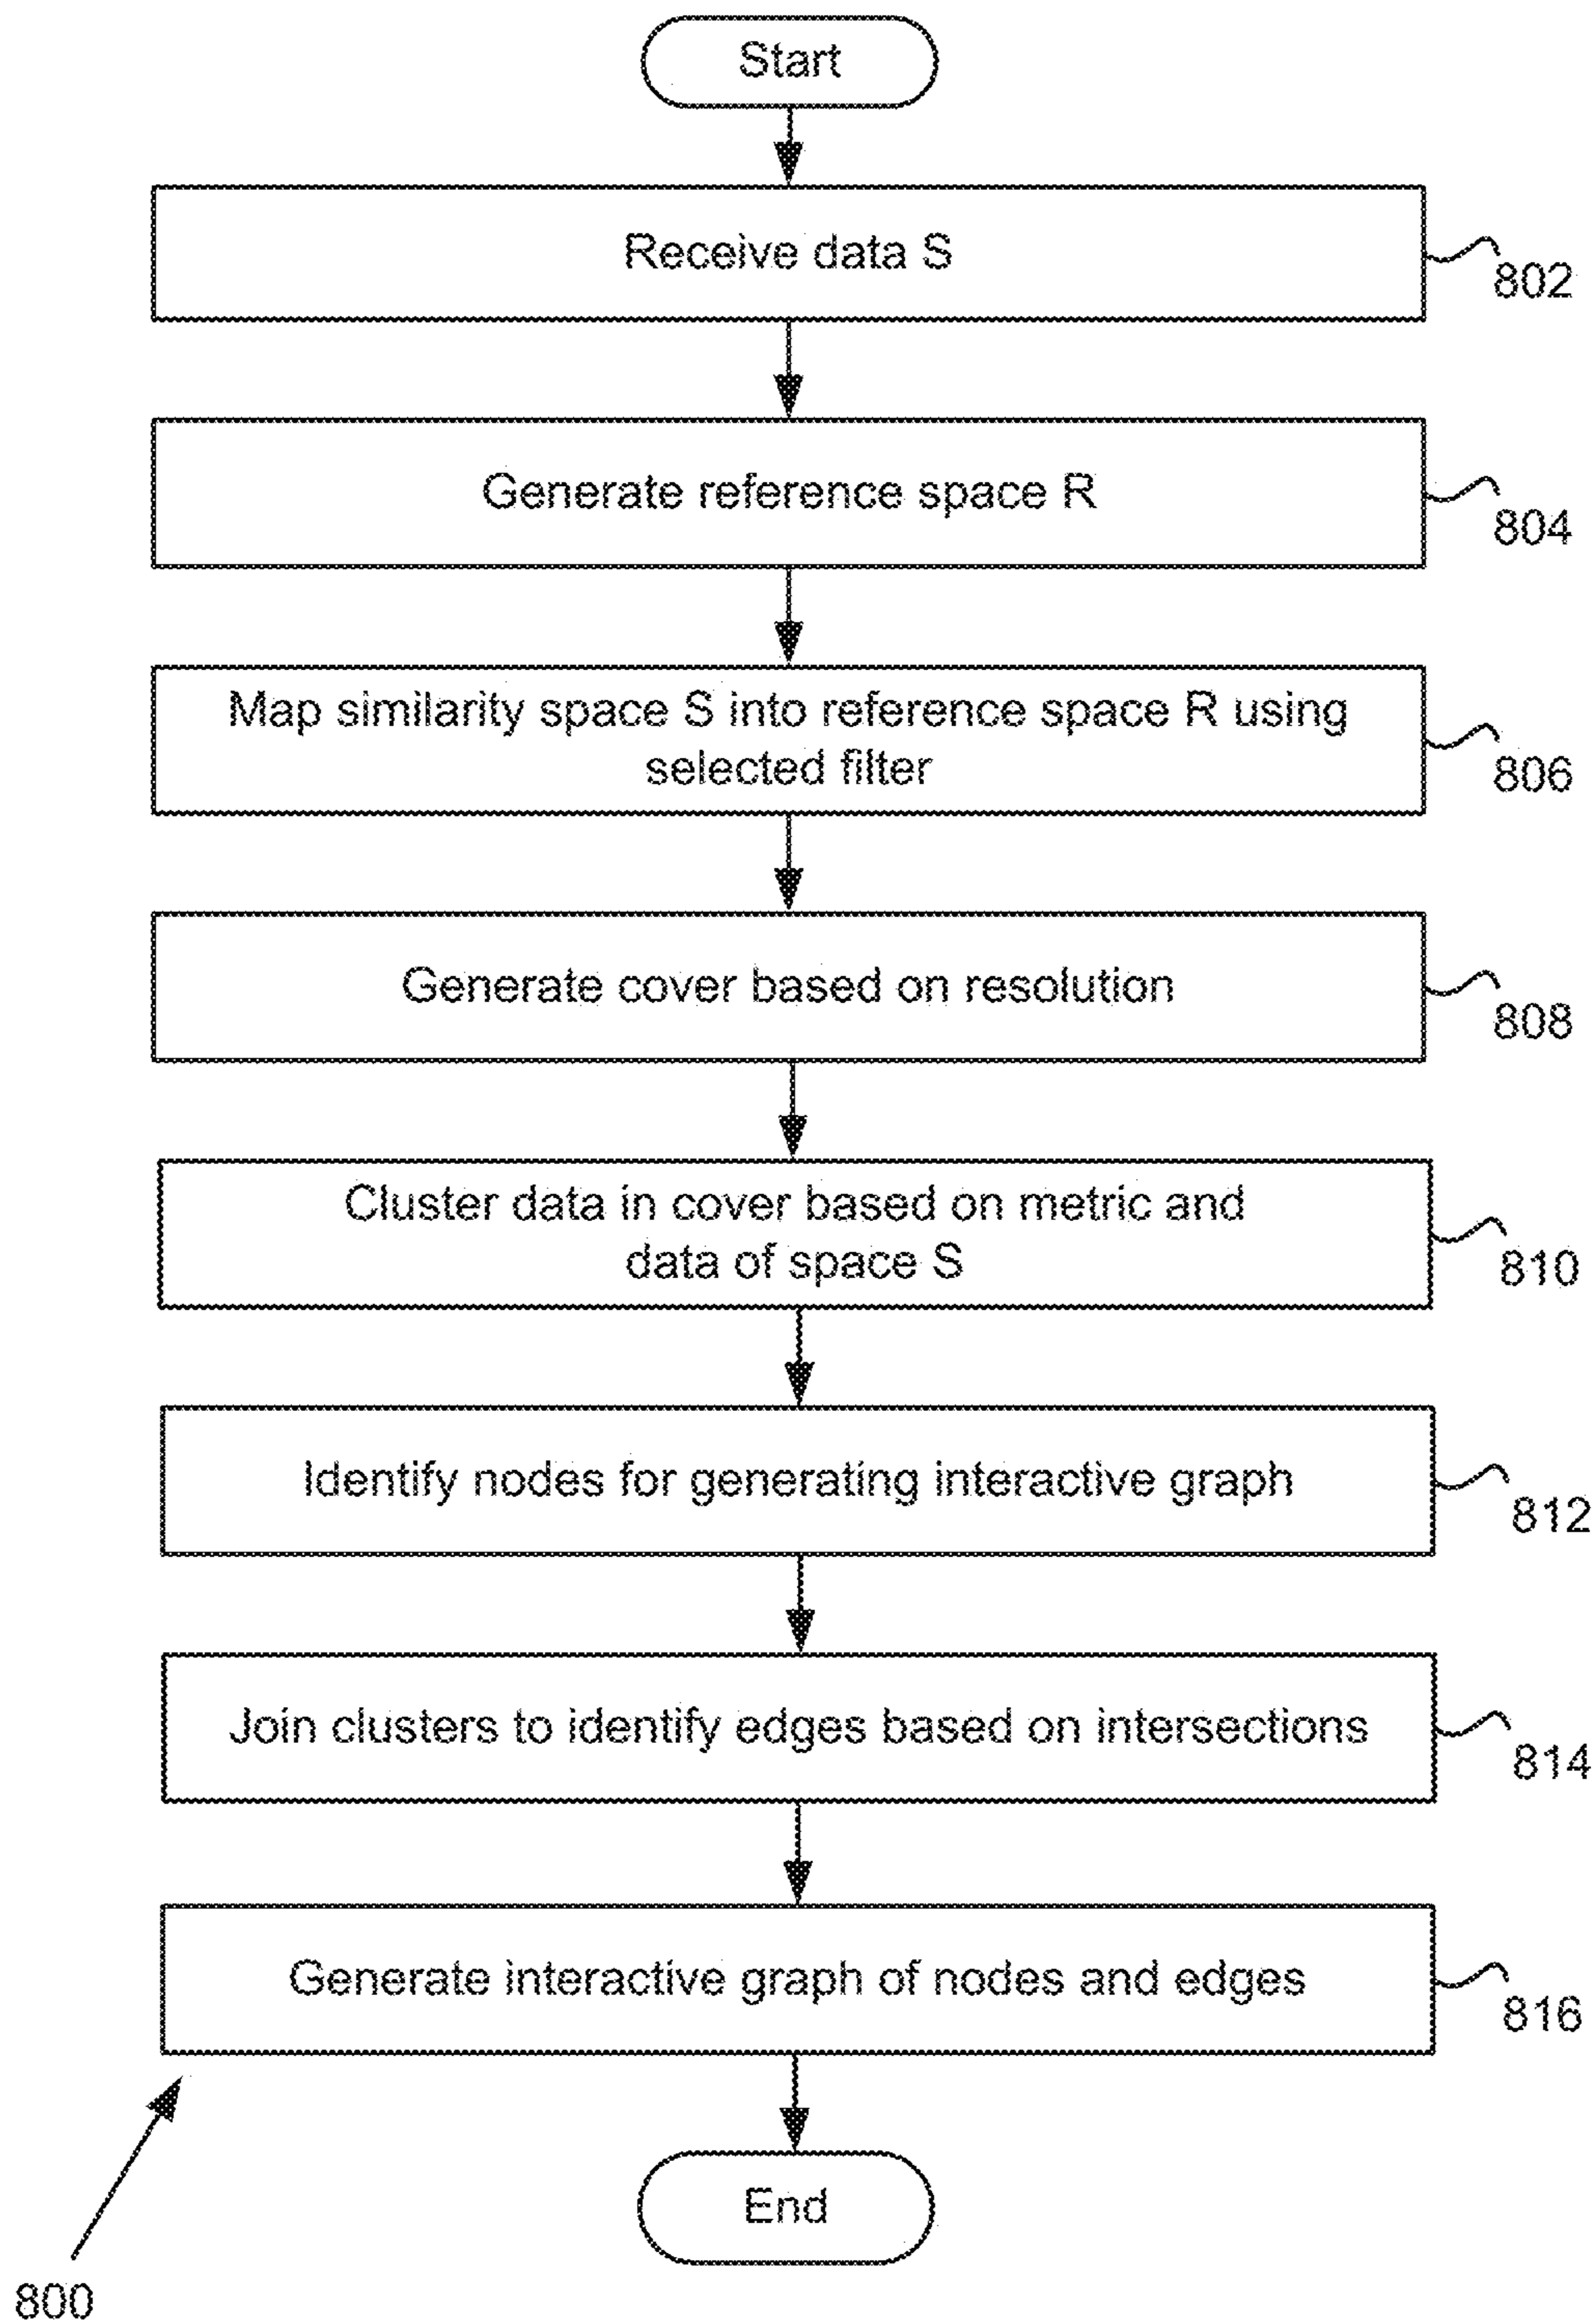 Start
Receive data S
802
Generate reference space R
804
Map similarity space S into reference space R using
selected filter
806
Generate cover based on resolution
808
Cluster data in cover based on metric and
data of space S
810
Identify nodes for generating interactive graph
812
Join clusters to identify edges based on intersections
814
Generate interactive graph of nodes and edges
816
End
800